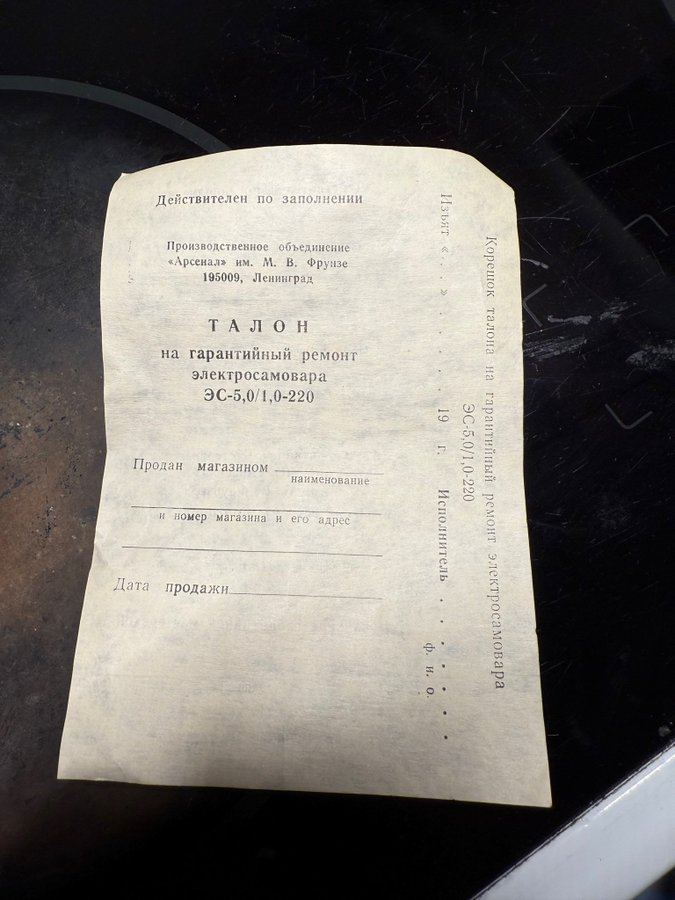 Действителен по заполнении
Производственное объединение
«Арсенал» им. М. В. Фрунзе
195009, Ленинград
ТАЛОН
на гарантийный ремонт
электросамовара
ЭС-5,0/1,0-220
Продан магазином
наименование
и номер магазина и его адрес
Дата продажи
Корешок талона на гарантийный ремонт электросамовара
ЭС-5,0/1,0-220
Изъят «. . .» . . . . . . 19 г. Исполнитель . . . . . . .
ф. и. о.